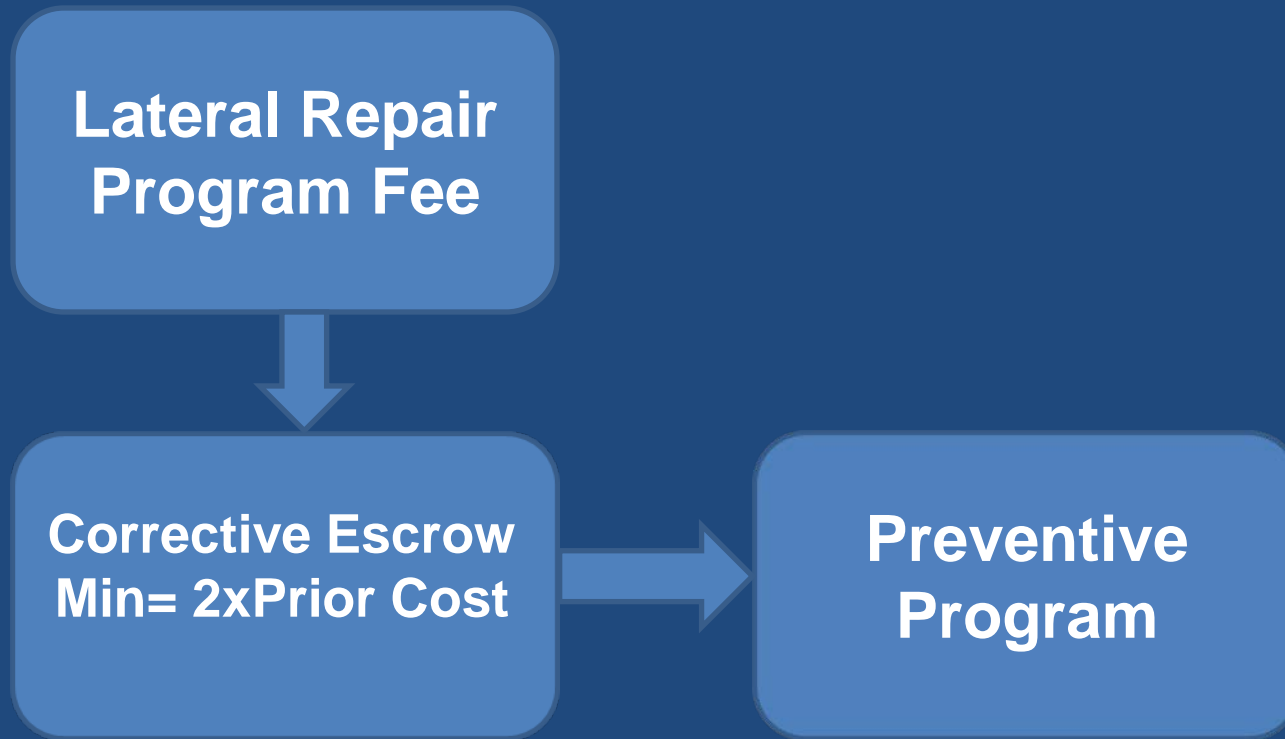 Lateral Repair
Program Fee
Corrective Escrow
Min= 2xPrior Cost
Preventive
Program